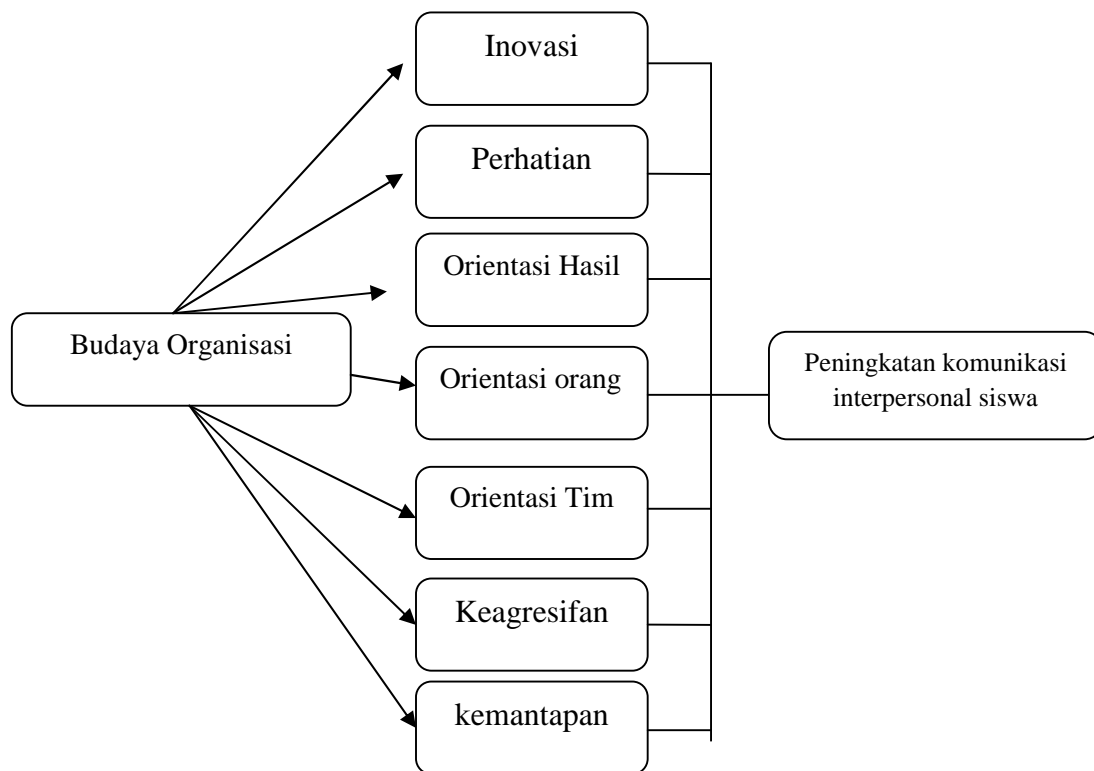 Inovasi
Perhatian
Orientasi Hasil
Budaya Organisasi
Orientasi orang
Peningkatan komunikasi
interpersonal siswa
Orientasi Tim
Keagresifan
kemantapan